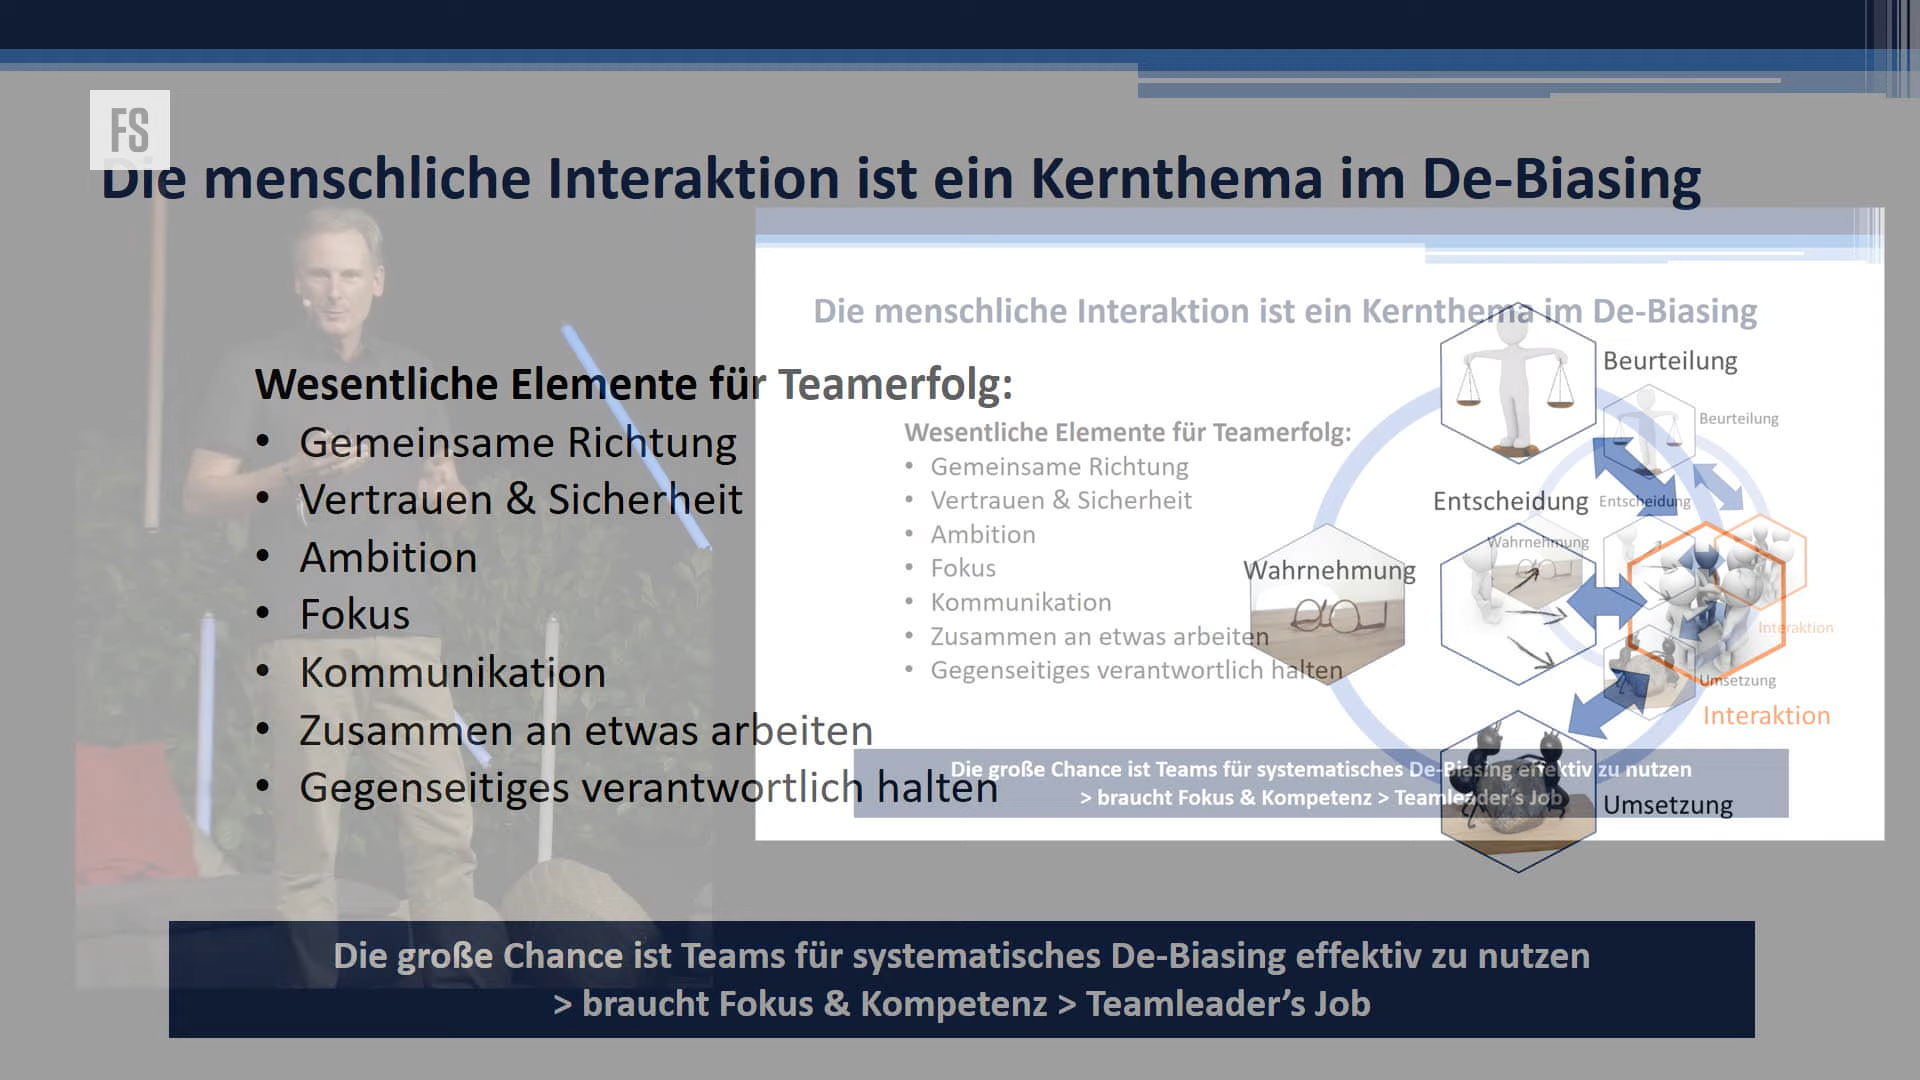 FS
Die menschliche Interaktion ist ein Kernthema im De-Biasing
Wesentliche Elemente für Teamerfolg:
• Gemeinsame Richtung
• Vertrauen & Sicherheit
• Ambition
• Fokus
• Kommunikation
• Zusammen an etwas arbeiten
• Gegenseitiges verantwortlich halten
Beurteilung
Entscheidung
Wahrnehmung
Interaktion
Umsetzung
Die große Chance ist Teams für systematisches De-Biasing effektiv zu nutzen
> braucht Fokus & Kompetenz > Teamleader’s Job
Die menschliche Interaktion ist ein Kernthema im De-Biasing
Wesentliche Elemente für Teamerfolg:
• Gemeinsame Richtung
• Vertrauen & Sicherheit
• Ambition
• Fokus
• Kommunikation
• Zusammen an etwas arbeiten
• Gegenseitiges verantwortlich halten
Beurteilung
Entscheidung
Wahrnehmung
Interaktion
Umsetzung
Die große Chance ist Teams für systematisches De-Biasing effektiv zu nutzen
> braucht Fokus & Kompetenz > Teamleader’s Job